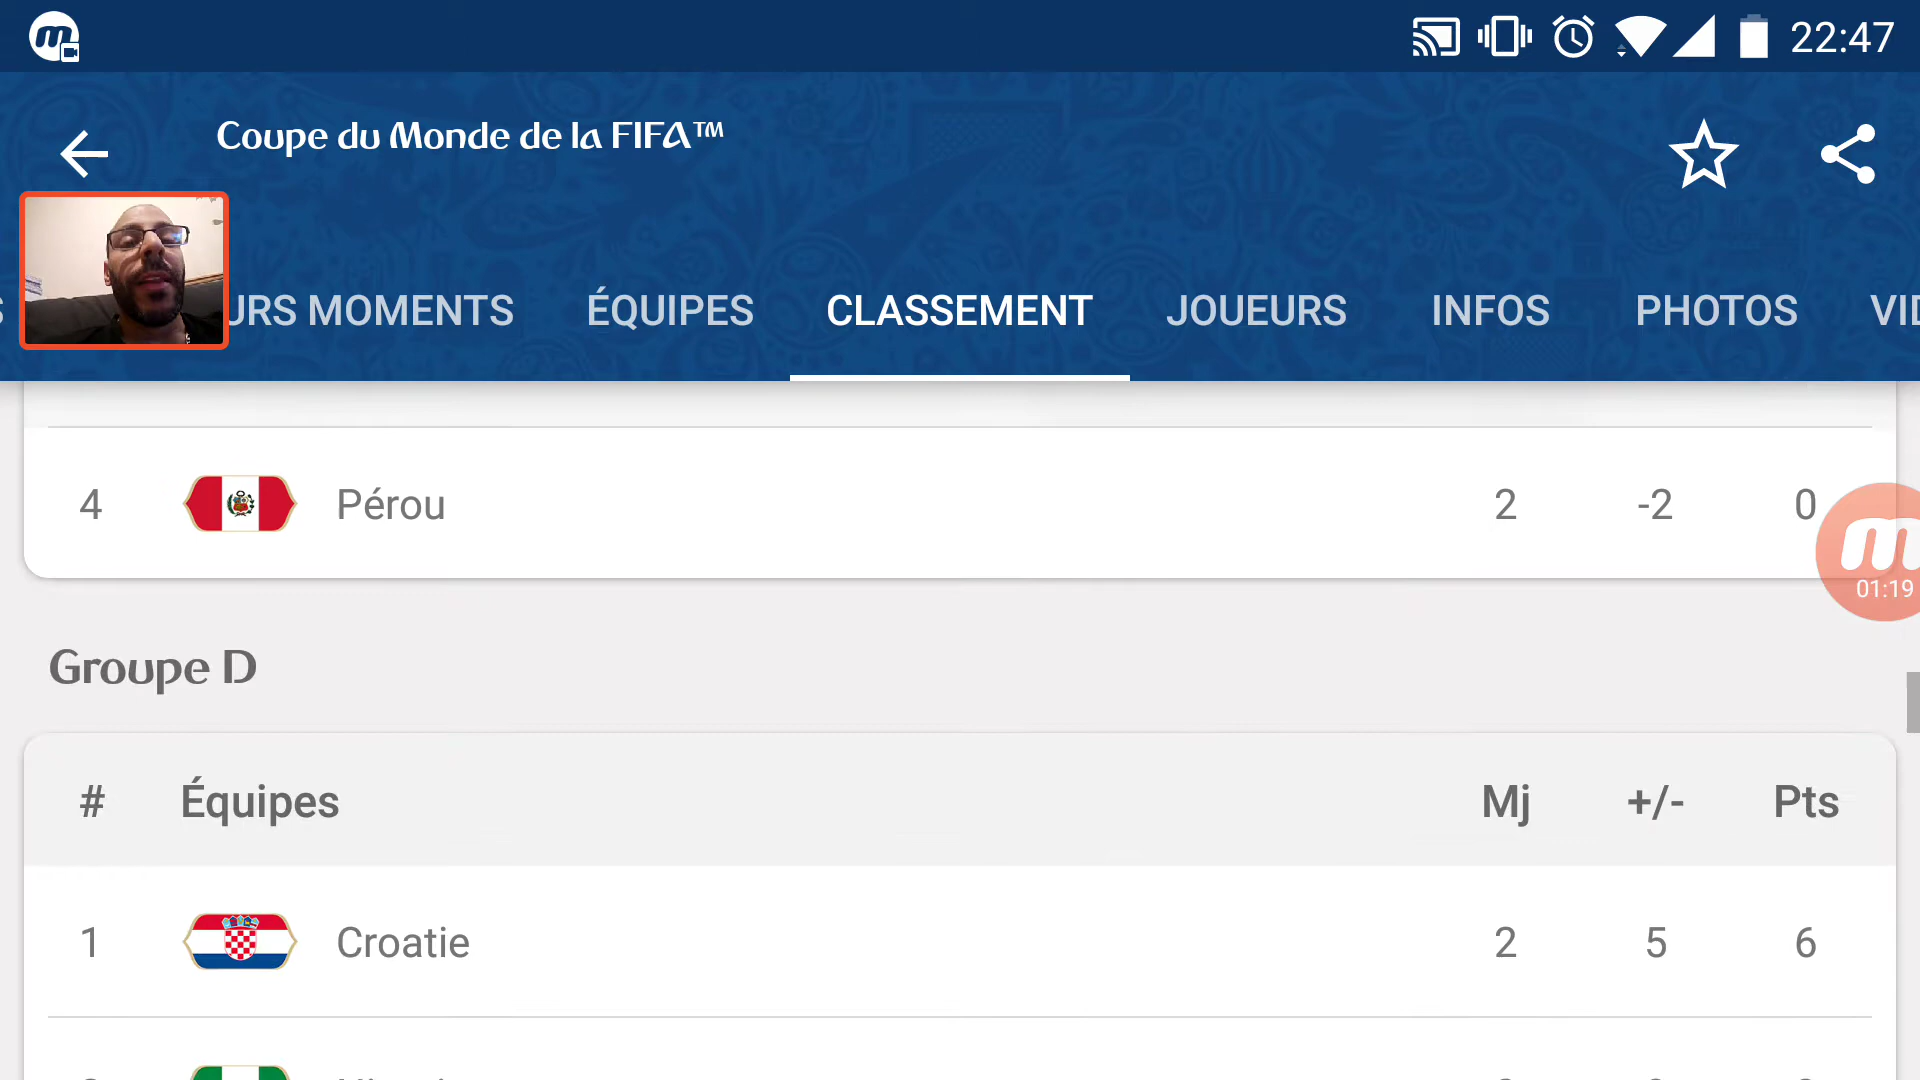 22:47
Coupe du Monde de la FIFA™
URS MOMENTS ÉQUIPES CLASSEMENT JOUEURS INFOS PHOTOS
4 Pérou 2 -2 0
01:19
Groupe D
# Équipes Mj +/- Pts
1 Croatie 2 5 6